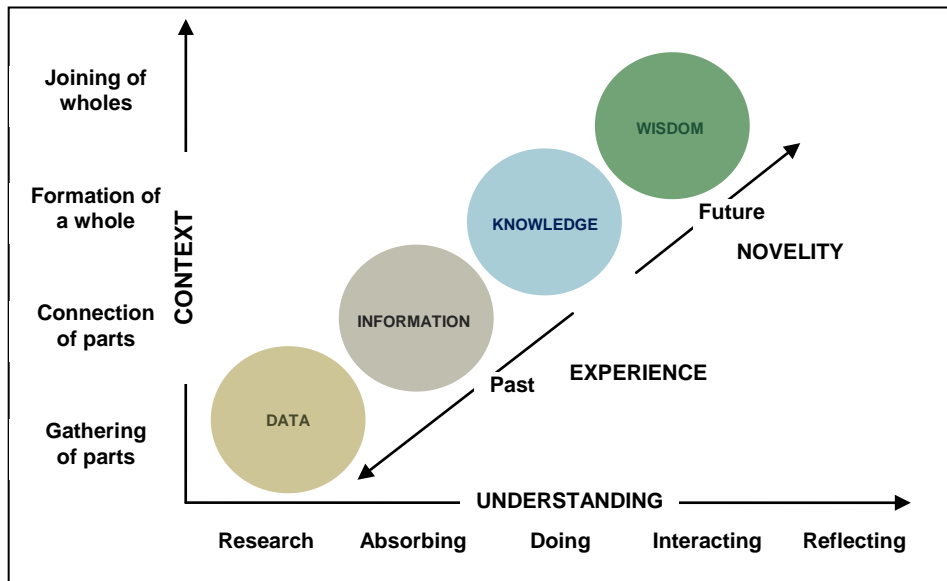 Joining of
wholes
WISDOM
Formation of
a whole
KNOWLEDGE
Future
NOVELITY
CONTEXT
Connection
of parts
INFORMATION
Past
EXPERIENCE
DATA
Gathering
of parts
UNDERSTANDING
Research
Absorbing
Doing
Interacting
Reflecting